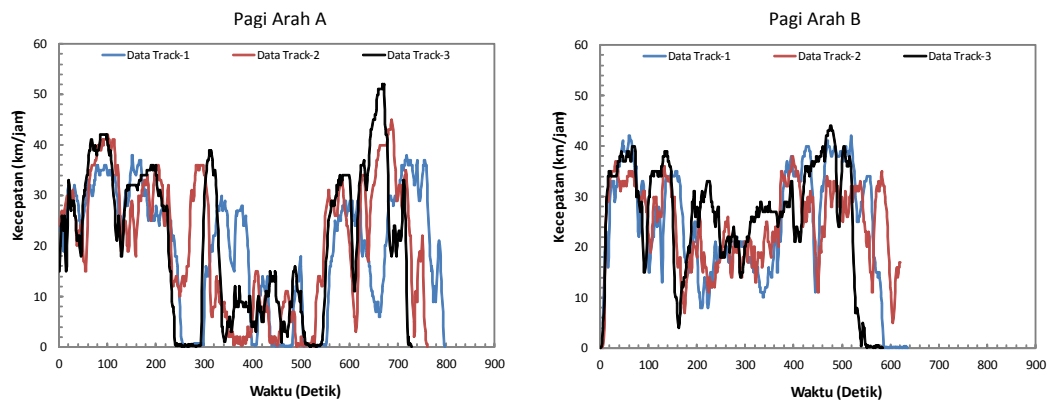 Pagi Arah A
Data Track-1 Data Track-2 Data Track-3
Kecepatan (km/jam)
60
50
40
30
20
10
0
0 100 200 300 400 500 600 700 800 900
Waktu (Detik)
Pagi Arah B
Data Track-1 Data Track-2 Data Track-3
Kecepatan (km/jam)
60
50
40
30
20
10
0
0 100 200 300 400 500 600 700 800 900
Waktu (Detik)